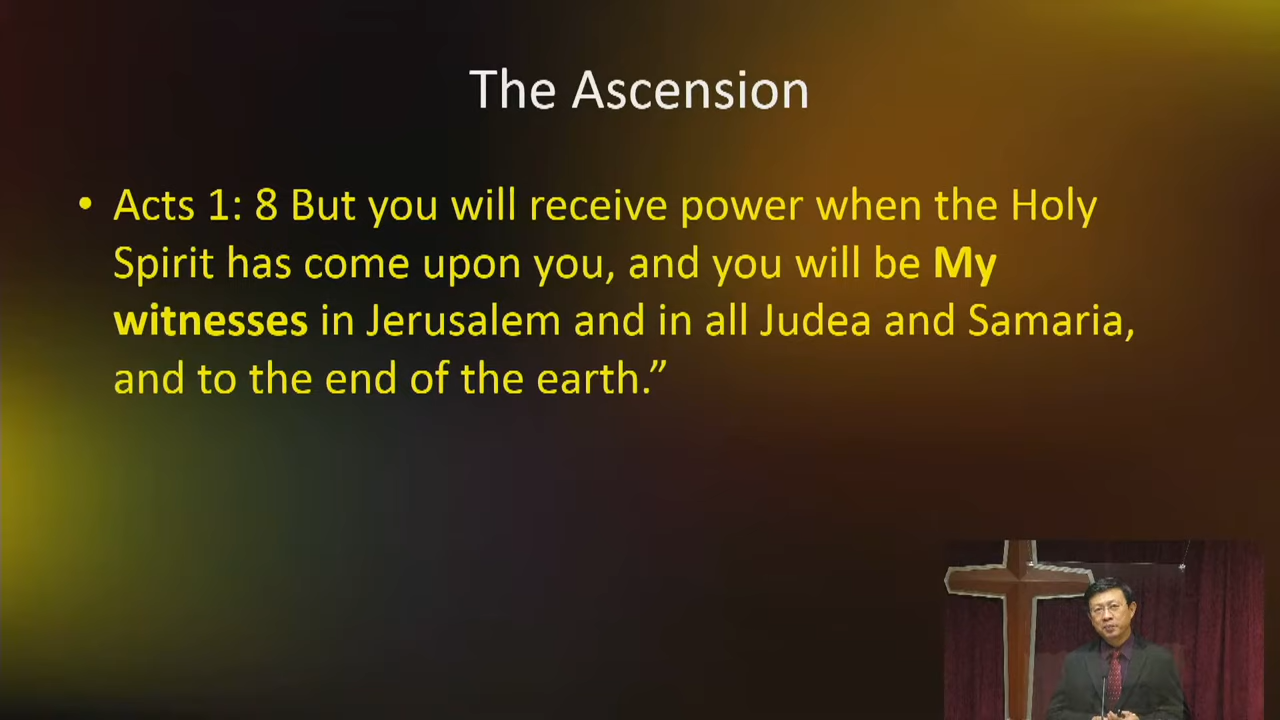 The Ascension
• Acts 1: 8 But you will receive power when the Holy
Spirit has come upon you, and you will be My
witnesses in Jerusalem and in all Judea and Samaria,
and to the end of the earth.”